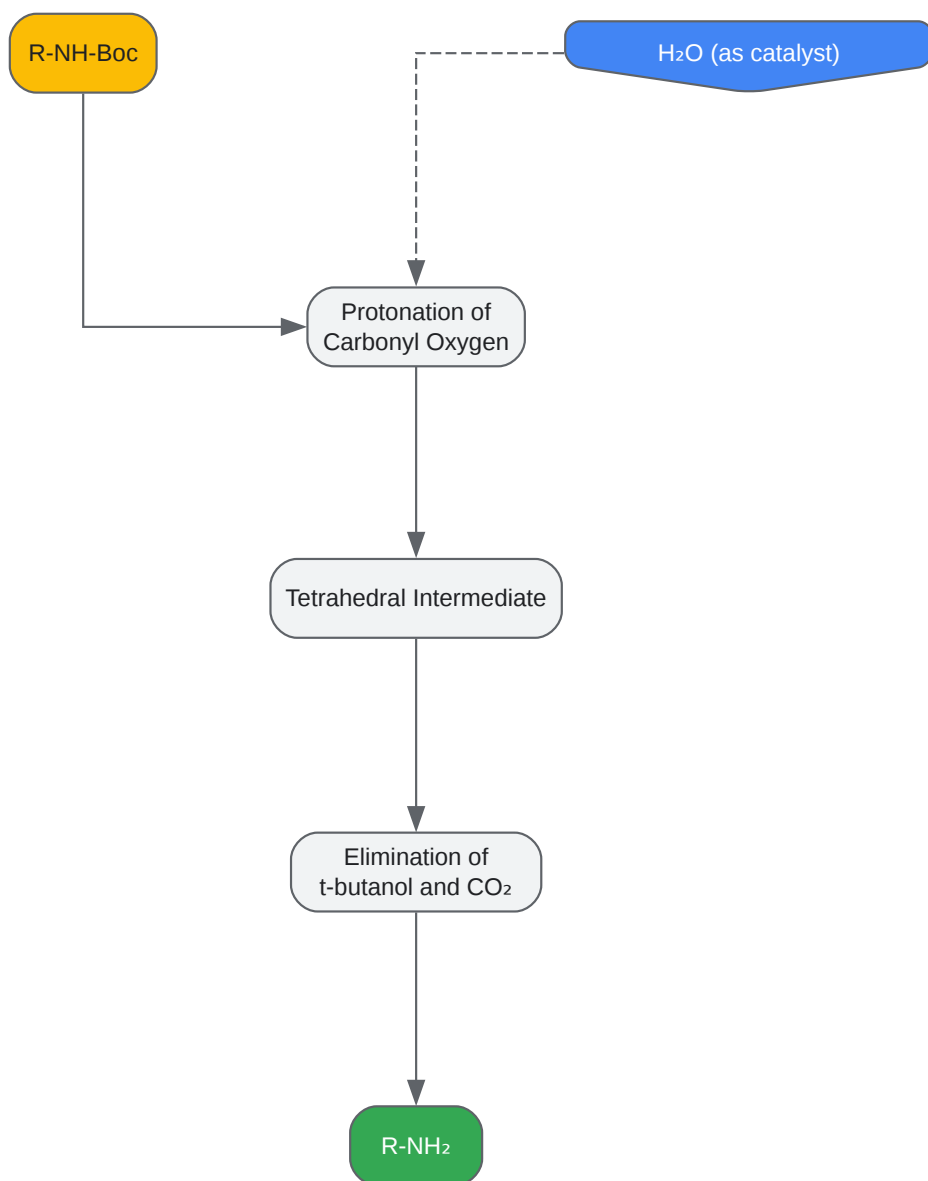 R-NH-Boc
H₂O (as catalyst)
Protonation of
Carbonyl Oxygen
Tetrahedral Intermediate
Elimination of
t-butanol and CO₂
R-NH₂